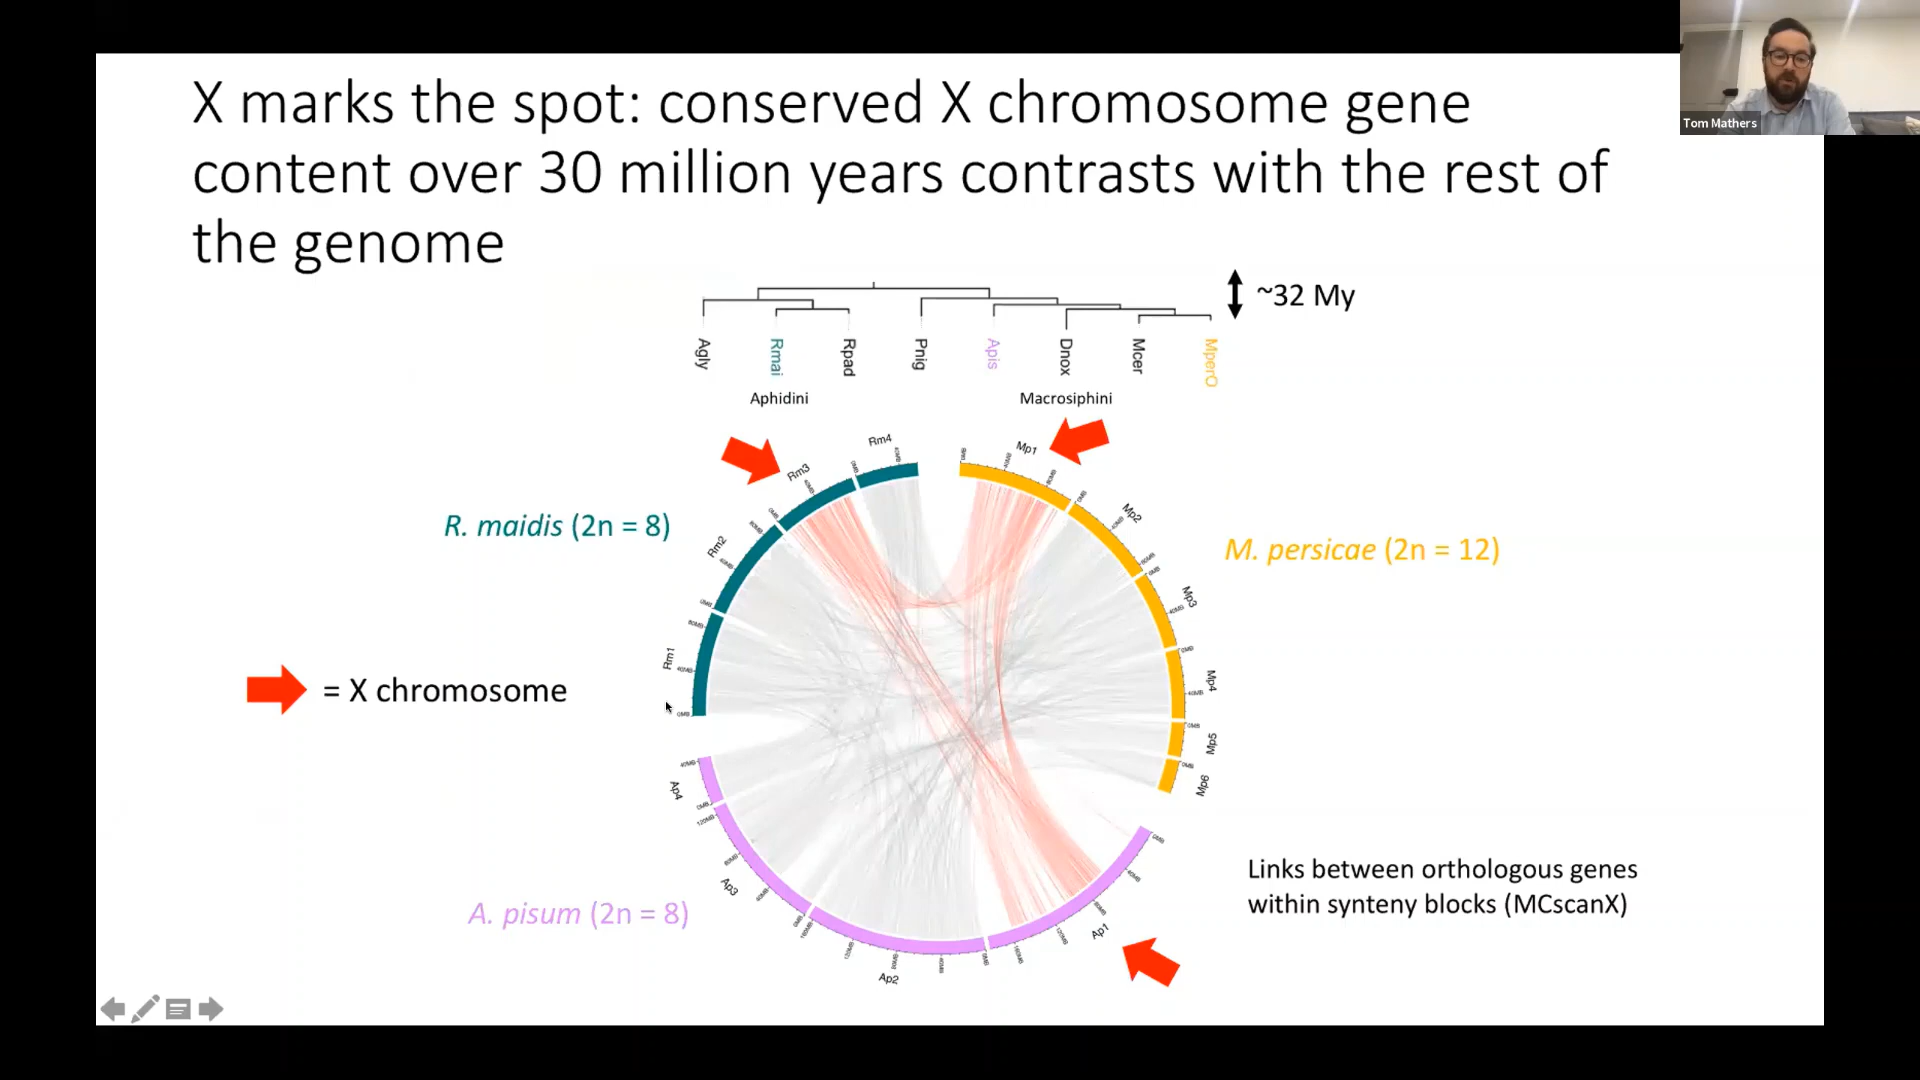 X marks the spot: conserved X chromosome gene
content over 30 million years contrasts with the rest of
the genome
Tom Mathers
~32 My
Agly
Rmai
Rpad
Pnig
Apis
Dnox
Mcer
MperO
Aphidini
Macrosiphini
Rm4
Rm3
Rm2
Rm1
Mp1
Mp2
Mp3
Mp4
Mp5
Mp6
R. maidis (2n = 8)
M. persicae (2n = 12)
= X chromosome
Ap4
Ap3
Ap2
Ap1
A. pisum (2n = 8)
Links between orthologous genes
within synteny blocks (MCscanX)